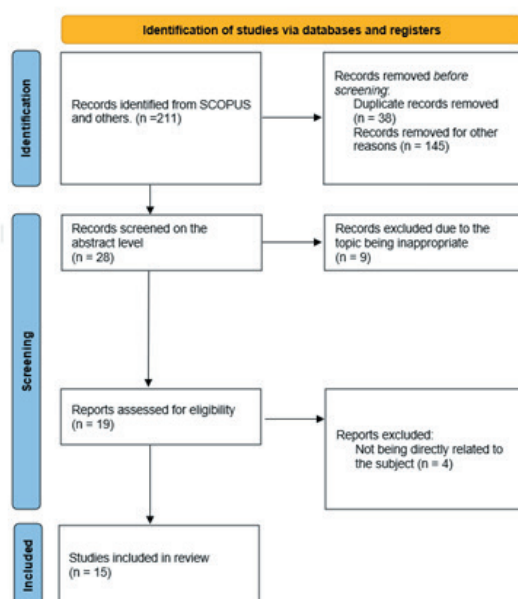 Identification of studies via databases and registers
Identification
Records identified from SCOPUS
and others. (n =211)
Records removed before
screening:
Duplicate records removed
(n = 38)
Records removed for other
reasons (n = 145)
Screening
Records screened on the
abstract level
(n = 28)
Records excluded due to the
topic being inappropriate
(n = 9)
Reports assessed for eligibility
(n = 19)
Reports excluded:
Not being directly related to
the subject (n = 4)
Included
Studies included in review
(n = 15)